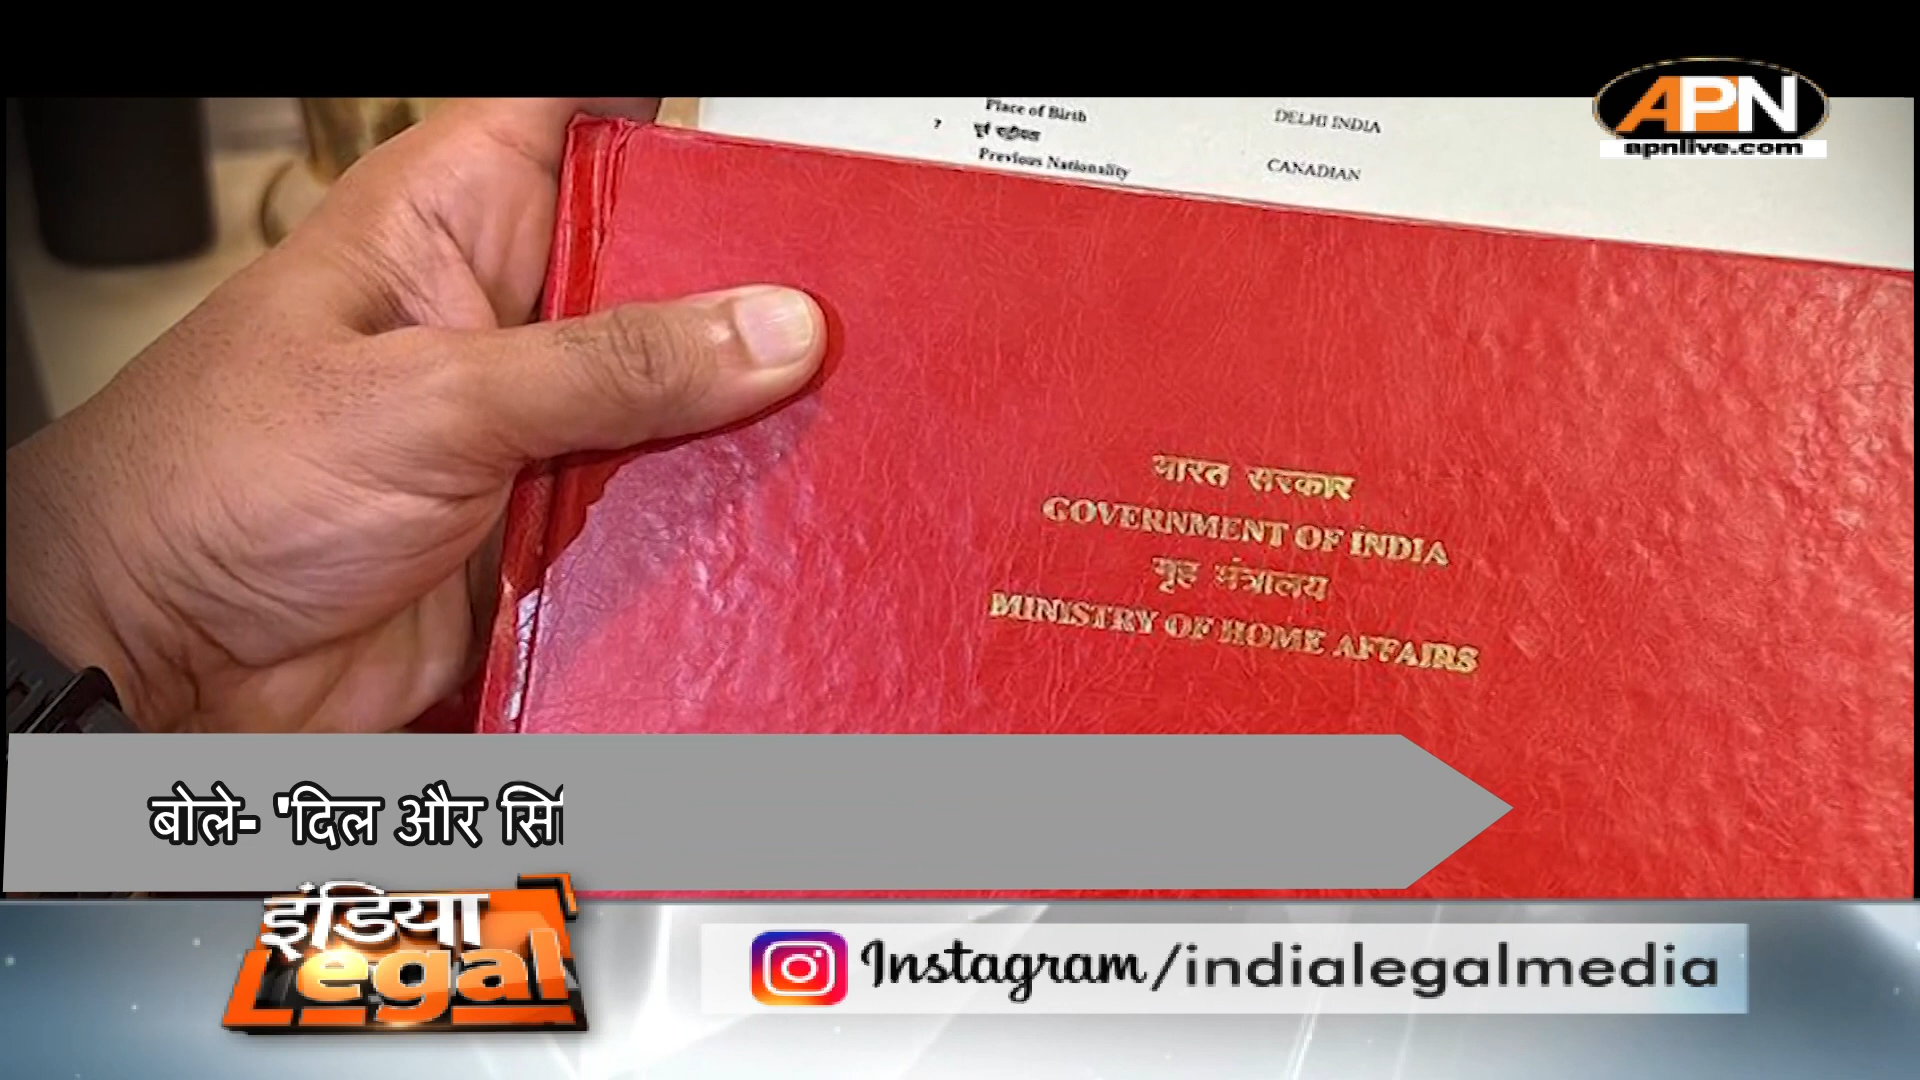 APN
apnlive.com
Place of Birth DELHI INDIA
? पूर्व राष्ट्रीयता
Previous Nationality CANADIAN
भारत सरकार
GOVERNMENT OF INDIA
गृह मंत्रालय
MINISTRY OF HOME AFFAIRS
बोले- 'दिल और
इंडिया
Legal
Instagram/indialegalmedia